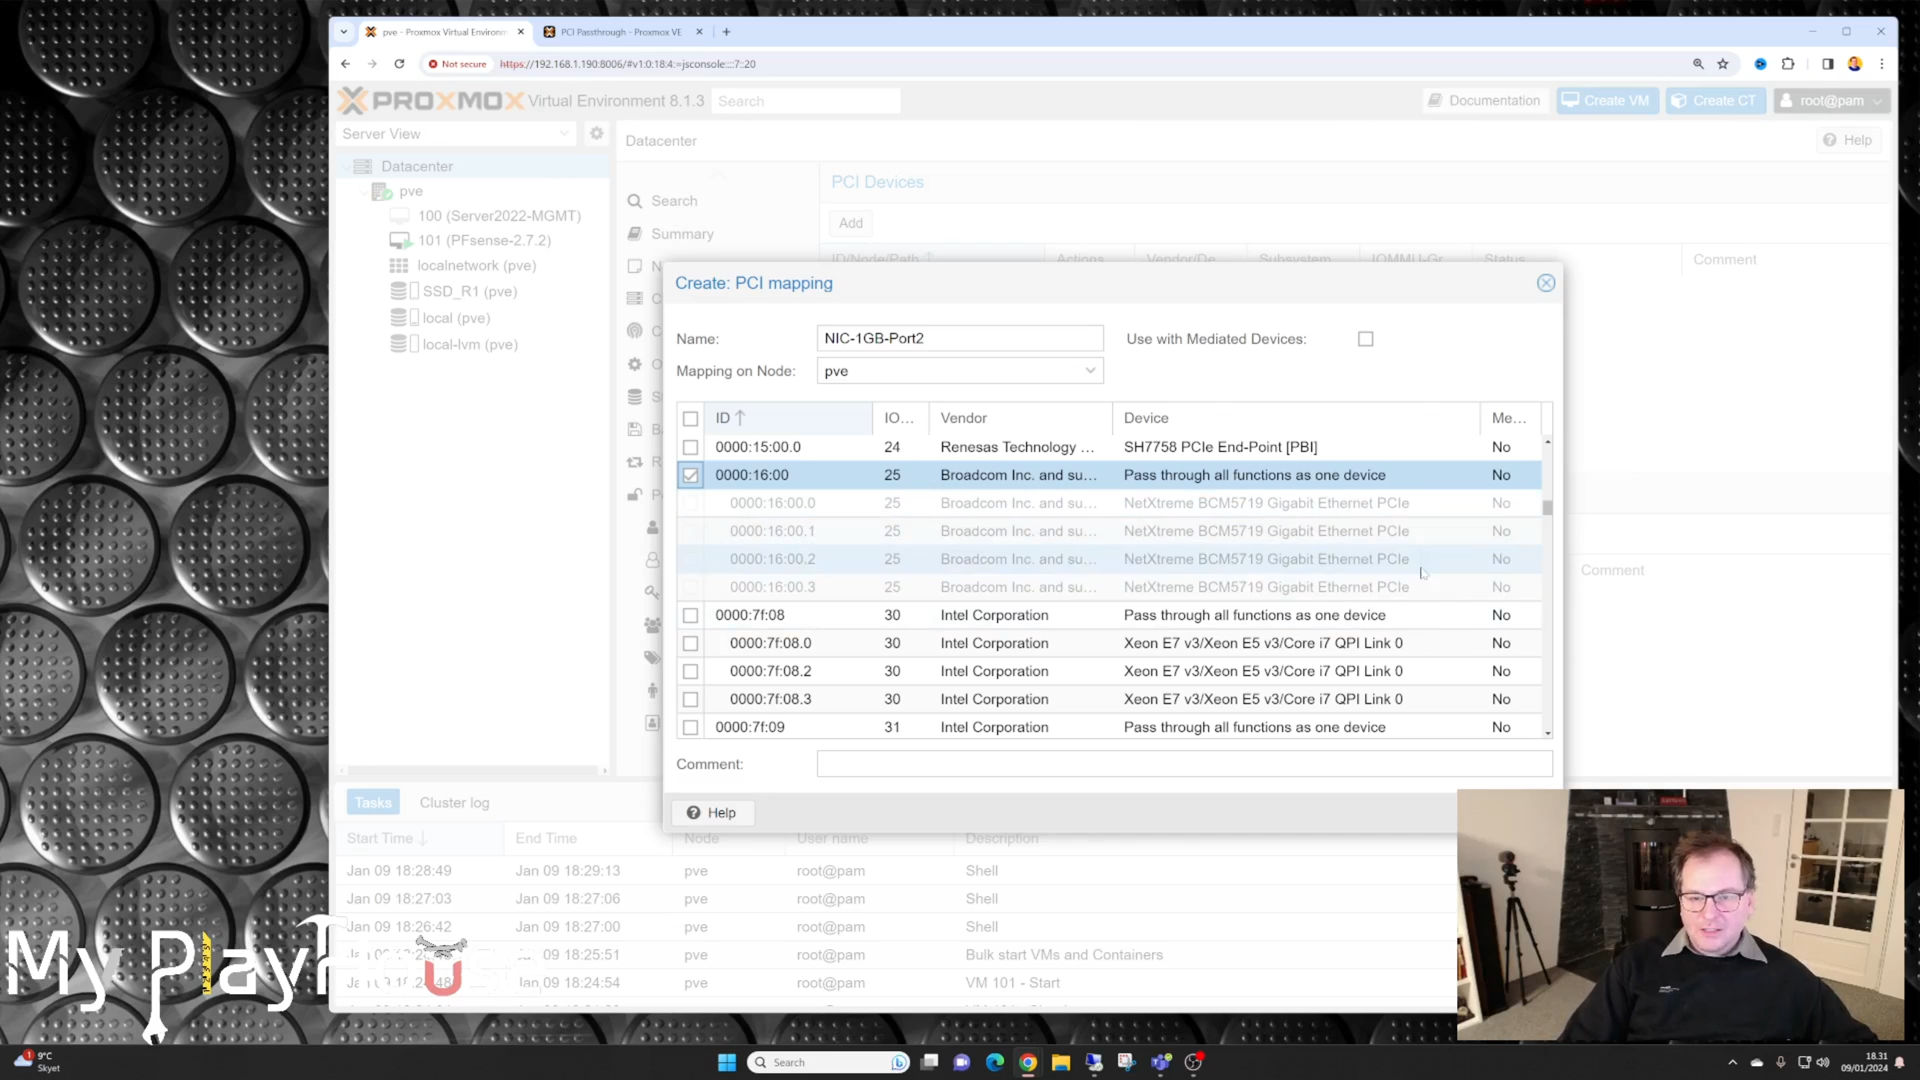 pve - Proxmox Virtual Environm
PCI Passthrough - Proxmox VE
Not secure https://192.168.1.190:8006/#v1:0:18:4:=jsconsole::::7::20
PROXMOX Virtual Environment 8.1.3 Search
Documentation Create VM Create CT root@pam
Server View
Datacenter
Help
Datacenter
pve
100 (Server2022-MGMT)
101 (PFsense-2.7.2)
localnetwork (pve)
SSD_R1 (pve)
local (pve)
local-lvm (pve)
Search
Summary
PCI Devices
Add
ID/Node/Path Actions Vendor/De... Subsystem... IOMMU-Gr... Status Comment
Create: PCI mapping
Name: NIC-1GB-Port2 Use with Mediated Devices:
Mapping on Node: pve
ID IO... Vendor Device Me...
0000:15:00.0 24 Renesas Technology ... SH7758 PCIe End-Point [PBI] No
0000:16:00 25 Broadcom Inc. and su... Pass through all functions as one device No
0000:16:00.0 25 Broadcom Inc. and su... NetXtreme BCM5719 Gigabit Ethernet PCIe No
0000:16:00.1 25 Broadcom Inc. and su... NetXtreme BCM5719 Gigabit Ethernet PCIe No
0000:16:00.2 25 Broadcom Inc. and su... NetXtreme BCM5719 Gigabit Ethernet PCIe No
0000:16:00.3 25 Broadcom Inc. and su... NetXtreme BCM5719 Gigabit Ethernet PCIe No
0000:7f:08 30 Intel Corporation Pass through all functions as one device No
0000:7f:08.0 30 Intel Corporation Xeon E7 v3/Xeon E5 v3/Core i7 QPI Link 0 No
0000:7f:08.2 30 Intel Corporation Xeon E7 v3/Xeon E5 v3/Core i7 QPI Link 0 No
0000:7f:08.3 30 Intel Corporation Xeon E7 v3/Xeon E5 v3/Core i7 QPI Link 0 No
0000:7f:09 31 Intel Corporation Pass through all functions as one device No
Comment:
Help
Comment
Tasks Cluster log
Start Time End Time Node User name Description
Jan 09 18:28:49 Jan 09 18:29:13 pve root@pam Shell
Jan 09 18:27:03 Jan 09 18:27:06 pve root@pam Shell
Jan 09 18:26:42 Jan 09 18:27:00 pve root@pam Shell
18:25:51 pve root@pam Bulk start VMs and Containers
Jan 09 18:24:54 pve root@pam VM 101 - Start
My Play
9°C
Skyet
Search
18.31
09/01/2024